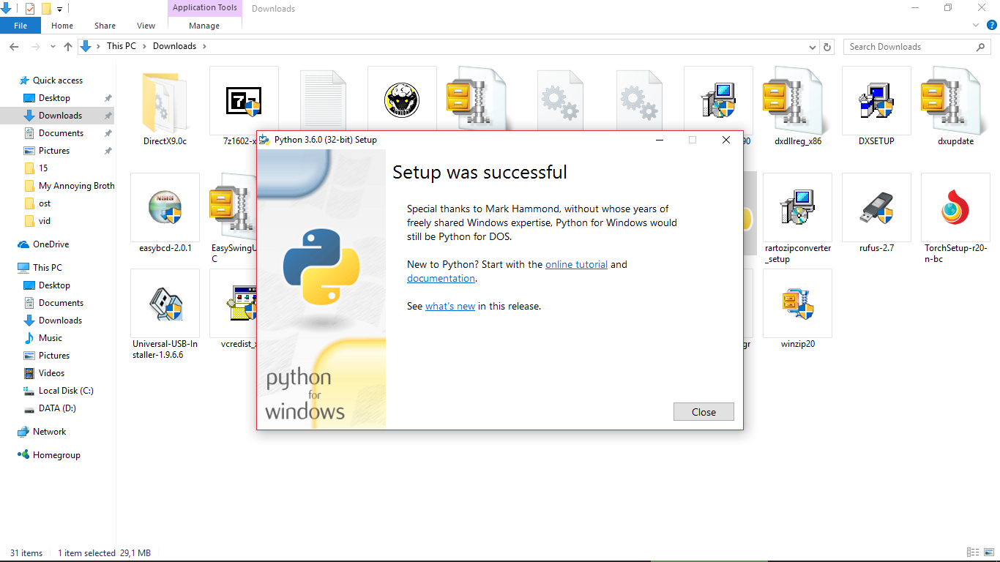 Application Tools
Downloads
File
Home
Share
View
Manage
This PC
Downloads
Search Downloads
Quick access
Desktop
Downloads
Documents
Pictures
15
My Annoying Broth
ost
vid
OneDrive
This PC
Desktop
Documents
Downloads
Music
Pictures
Videos
Local Disk (C:)
DATA (D:)
Network
Homegroup
DirectX9.0c
7z1602-x
90
dxdllreg_x86
DXSETUP
dxupdate
easybcd-2.0.1
EasySwingU
C
rartozipconverter
_setup
rufus-2.7
TorchSetup-r20-
n-bc
Universal-USB-In
staller-1.9.6.6
vcredist_x
gr
winzip20
Python 3.6.0 (32-bit) Setup
Setup was successful
Special thanks to Mark Hammond, without whose years of
freely shared Windows expertise, Python for Windows would
still be Python for DOS.
New to Python? Start with the online tutorial and
documentation.
See what's new in this release.
python
for
windows
Close
31 items
1 item selected 29,1 MB